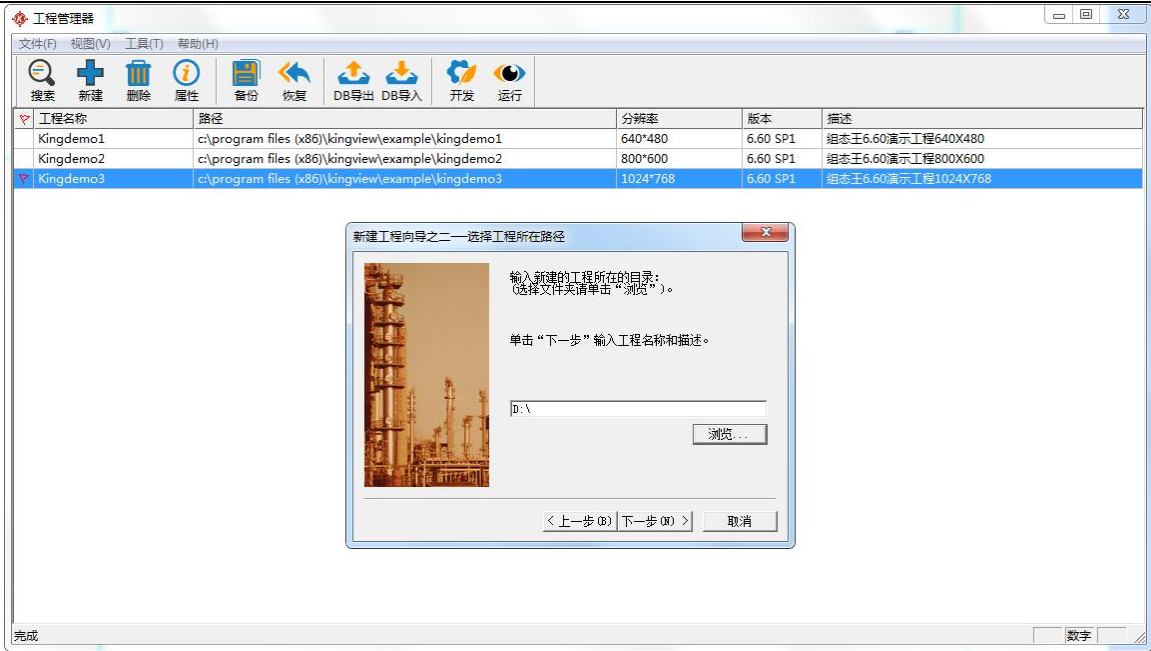 工程管理器
文件(F) 视图(V) 工具(T) 帮助(H)
搜索 新建 删除 属性 备份 恢复 DB导出 DB导入 开发 运行
工程名称 路径 分辨率 版本 描述
Kingdemo1 c:\program files (x86)\kingview\example\kingdemo1 640*480 6.60 SP1 组态王6.60演示工程640X480
Kingdemo2 c:\program files (x86)\kingview\example\kingdemo2 800*600 6.60 SP1 组态王6.60演示工程800X600
Kingdemo3 c:\program files (x86)\kingview\example\kingdemo3 1024*768 6.60 SP1 组态王6.60演示工程1024X768
新建工程向导之二——选择工程所在路径
输入新建的工程所在的目录：
(选择文件夹请单击“浏览”)。
单击“下一步”输入工程名称和描述。
D:\
浏览...
< 上一步(B) 下一步(N) > 取消
完成 数字